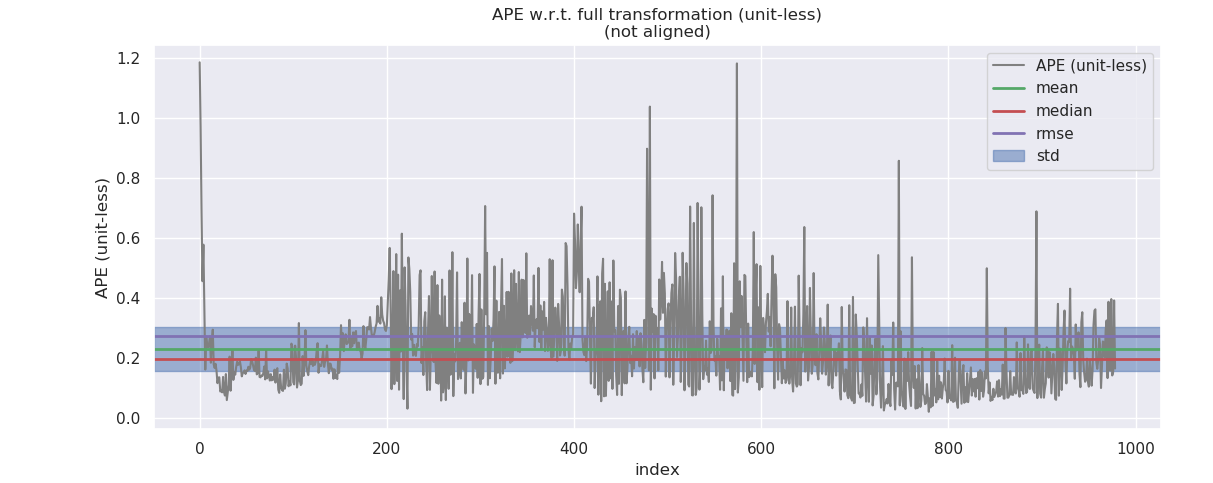 APE w.r.t. full transformation (unit-less)
(not aligned)
APE (unit-less)
1.2
1.0
0.8
0.6
0.4
0.2
0.0
APE (unit-less)
mean
median
rmse
std
0 200 400 600 800 1000
index